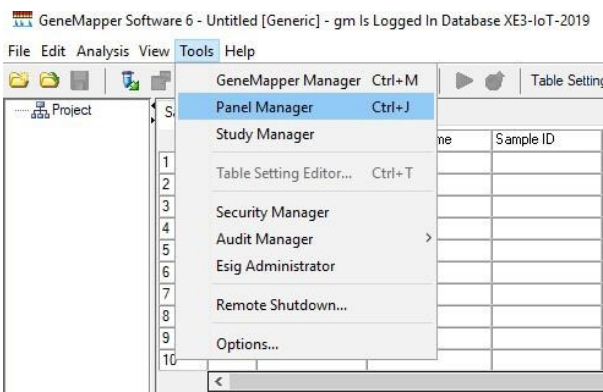 GeneMapper Software 6 - Untitled [Generic] - gm Is Logged In Database XE3-IoT-2019
File Edit Analysis View Tools Help
Table Setting
Project
GeneMapper Manager Ctrl+M
Panel Manager Ctrl+J
Study Manager
Table Setting Editor... Ctrl+T
Security Manager
Audit Manager
Esig Administrator
Remote Shutdown...
Options...
me Sample ID
1
2
3
4
5
6
7
8
9
10